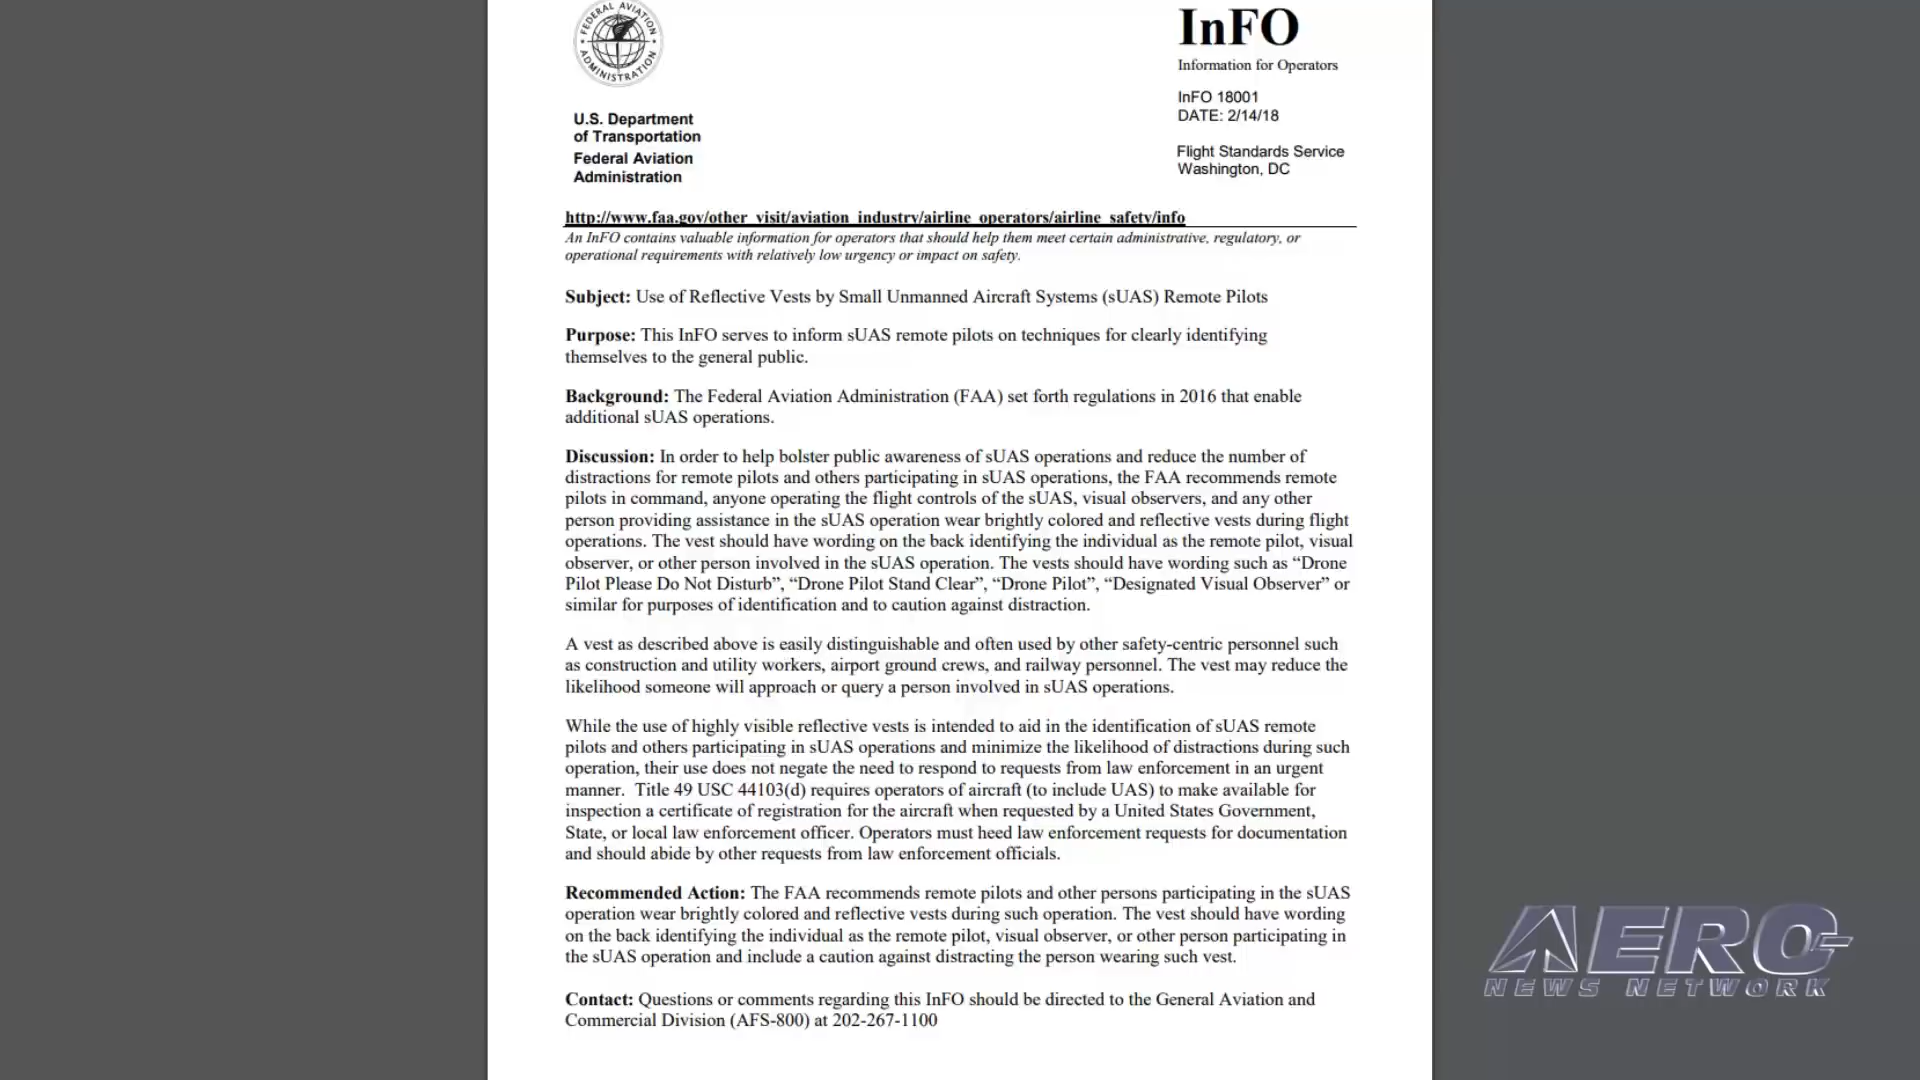 FEDERAL AVIATION
ADMINISTRATION
InFO
Information for Operators
InFO 18001
DATE: 2/14/18
U.S. Department
of Transportation
Federal Aviation
Administration
Flight Standards Service
Washington, DC
http://www.faa.gov/other_visit/aviation_industry/airline_operators/airline_safety/info
An InFO contains valuable information for operators that should help them meet certain administrative, regulatory, or
operational requirements with relatively low urgency or impact on safety.
Subject: Use of Reflective Vests by Small Unmanned Aircraft Systems (sUAS) Remote Pilots
Purpose: This InFO serves to inform sUAS remote pilots on techniques for clearly identifying
themselves to the general public.
Background: The Federal Aviation Administration (FAA) set forth regulations in 2016 that enable
additional sUAS operations.
Discussion: In order to help bolster public awareness of sUAS operations and reduce the number of
distractions for remote pilots and others participating in sUAS operations, the FAA recommends remote
pilots in command, anyone operating the flight controls of the sUAS, visual observers, and any other
person providing assistance in the sUAS operation wear brightly colored and reflective vests during flight
operations. The vest should have wording on the back identifying the individual as the remote pilot, visual
observer, or other person involved in the sUAS operation. The vests should have wording such as “Drone
Pilot Please Do Not Disturb”, “Drone Pilot Stand Clear”, “Drone Pilot”, “Designated Visual Observer” or
similar for purposes of identification and to caution against distraction.
A vest as described above is easily distinguishable and often used by other safety-centric personnel such
as construction and utility workers, airport ground crews, and railway personnel. The vest may reduce the
likelihood someone will approach or query a person involved in sUAS operations.
While the use of highly visible reflective vests is intended to aid in the identification of sUAS remote
pilots and others participating in sUAS operations and minimize the likelihood of distractions during such
operation, their use does not negate the need to respond to requests from law enforcement in an urgent
manner.  Title 49 USC 44103(d) requires operators of aircraft (to include UAS) to make available for
inspection a certificate of registration for the aircraft when requested by a United States Government,
State, or local law enforcement officer. Operators must heed law enforcement requests for documentation
and should abide by other requests from law enforcement officials.
Recommended Action: The FAA recommends remote pilots and other persons participating in the sUAS
operation wear brightly colored and reflective vests during such operation. The vest should have wording
on the back identifying the individual as the remote pilot, visual observer, or other person participating in
the sUAS operation and include a caution against distracting the person wearing such vest.
Contact: Questions or comments regarding this InFO should be directed to the General Aviation and
Commercial Division (AFS-800) at 202-267-1100
AERO
NEWS NETWORK